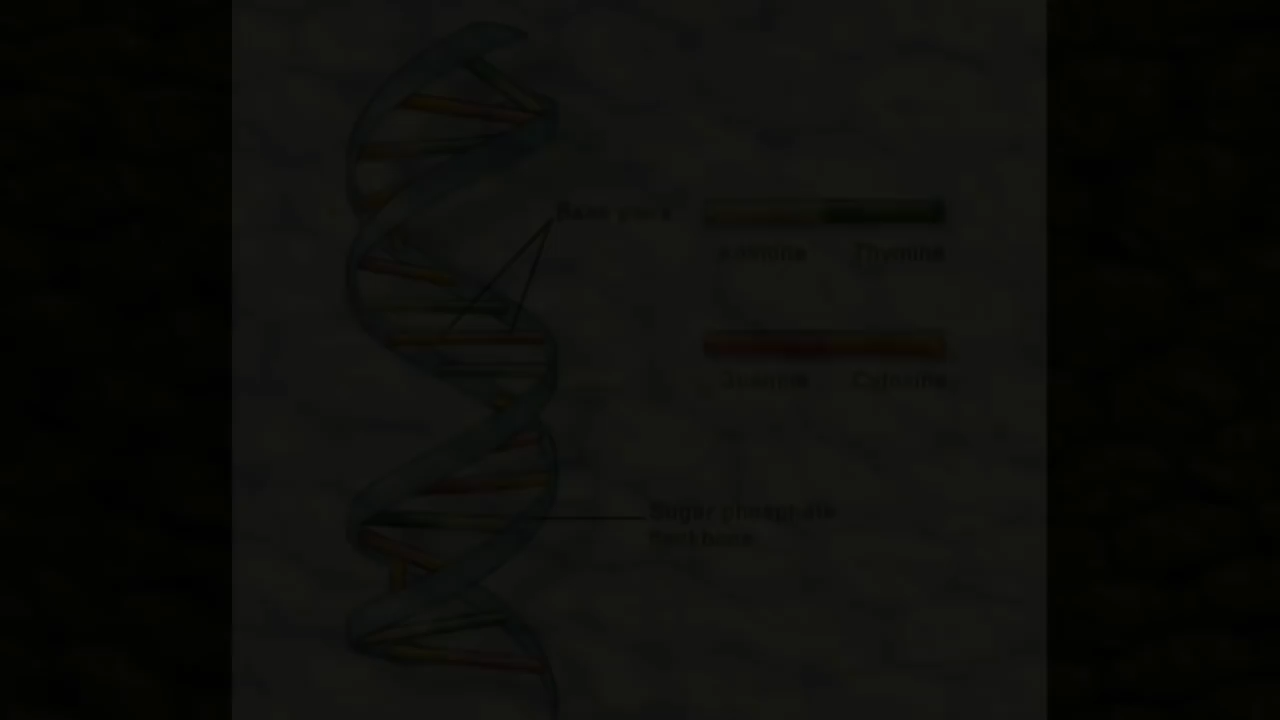 Base pairs
Adenine Thymine
Guanine Cytosine
Sugar phosphate
backbone